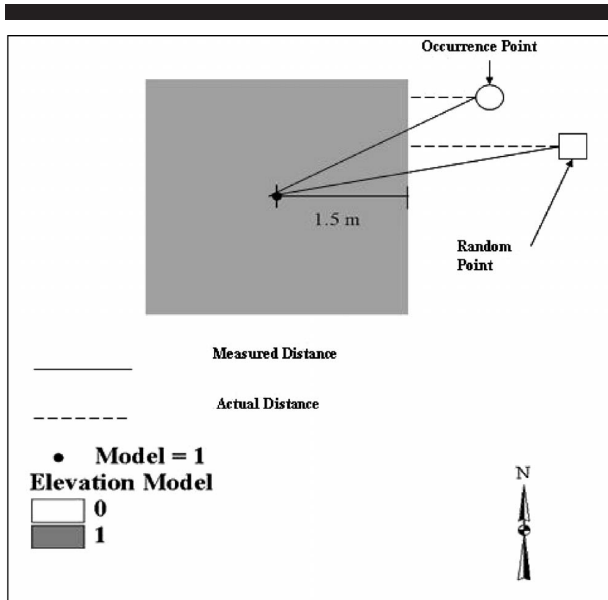 Occurrence Point
1.5 m
Random
Point
Measured Distance
Actual Distance
Model = 1
Elevation Model
0
1
N